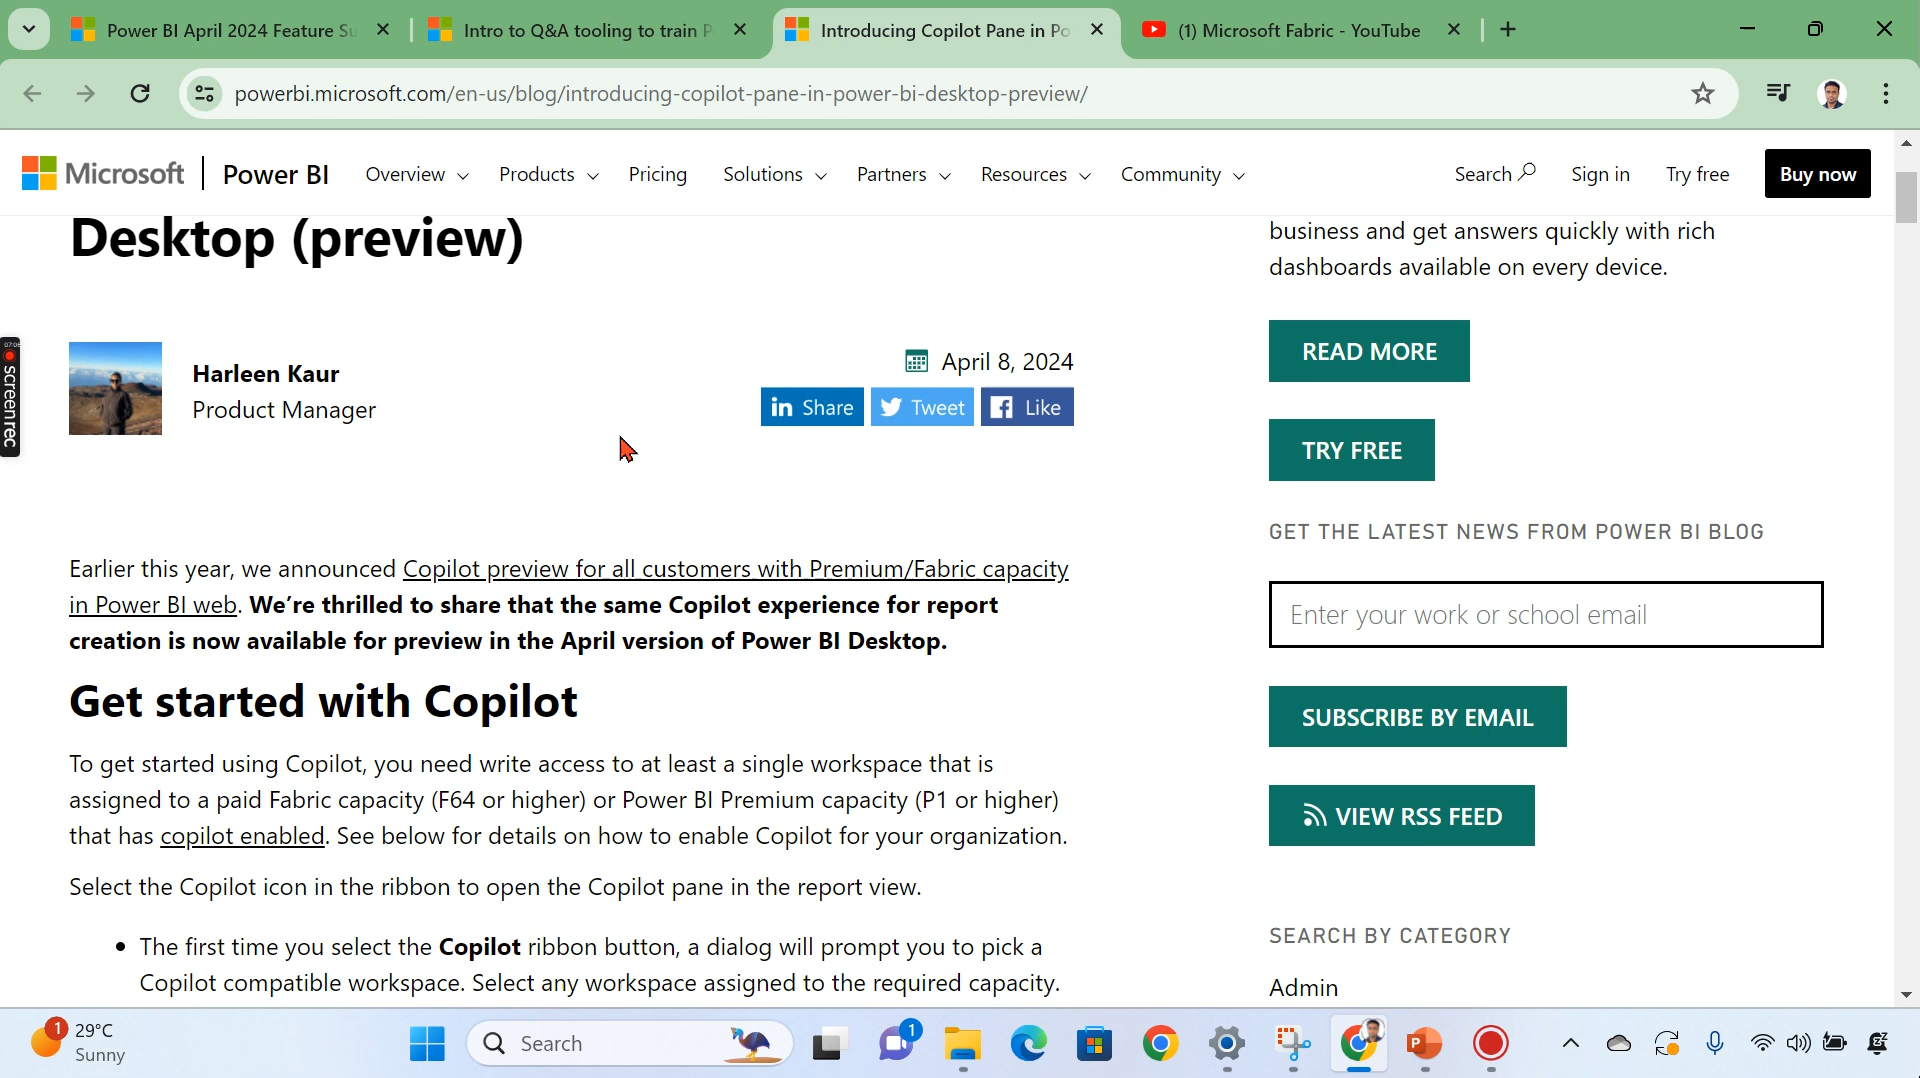 Power BI April 2024 Feature Su
Intro to Q&A tooling to train P
Introducing Copilot Pane in Po
(1) Microsoft Fabric - YouTube
powerbi.microsoft.com/en-us/blog/introducing-copilot-pane-in-power-bi-desktop-preview/
Microsoft
Power BI
Overview
Products
Pricing
Solutions
Partners
Resources
Community
Search
Sign in
Try free
Buy now
Desktop (preview)
Harleen Kaur
Product Manager
April 8, 2024
in Share
Tweet
Like
Earlier this year, we announced Copilot preview for all customers with Premium/Fabric capacity
in Power BI web. We're thrilled to share that the same Copilot experience for report
creation is now available for preview in the April version of Power BI Desktop.
Get started with Copilot
To get started using Copilot, you need write access to at least a single workspace that is
assigned to a paid Fabric capacity (F64 or higher) or Power BI Premium capacity (P1 or higher)
that has copilot enabled. See below for details on how to enable Copilot for your organization.
Select the Copilot icon in the ribbon to open the Copilot pane in the report view.
• The first time you select the Copilot ribbon button, a dialog will prompt you to pick a
Copilot compatible workspace. Select any workspace assigned to the required capacity.
business and get answers quickly with rich
dashboards available on every device.
READ MORE
TRY FREE
GET THE LATEST NEWS FROM POWER BI BLOG
Enter your work or school email
SUBSCRIBE BY EMAIL
VIEW RSS FEED
SEARCH BY CATEGORY
Admin
screenrec
1
29°C
Sunny
Search
1